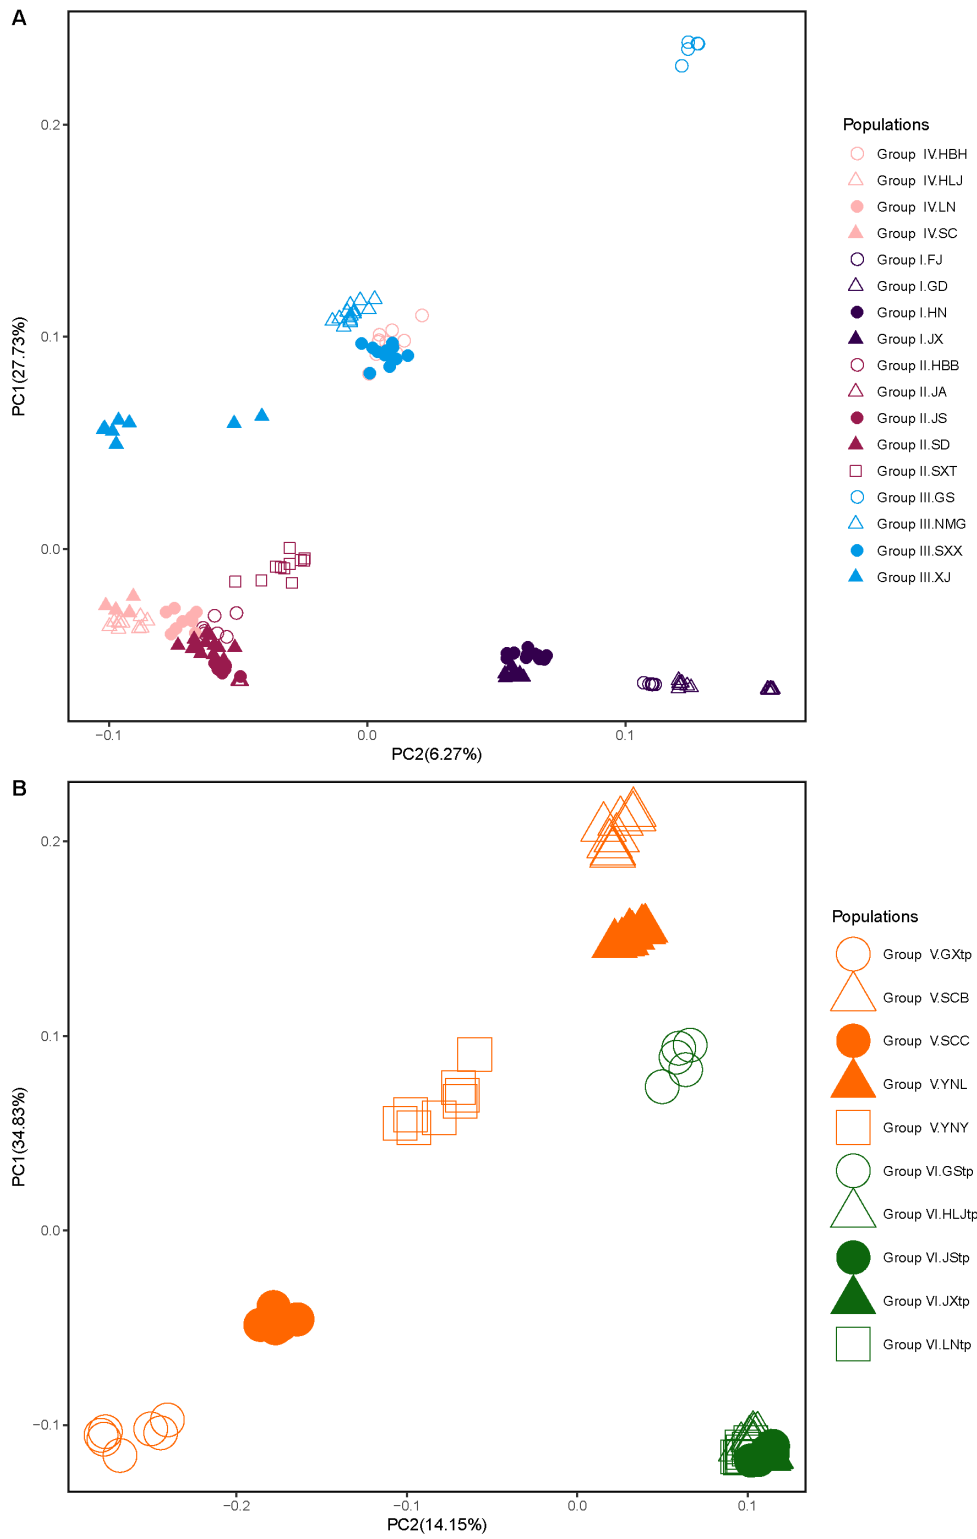 A
0.2
0.1
0.0
PC1(27.73%)
−0.1
0.0
0.1
PC2(6.27%)
Populations
Group IV.HBH
Group IV.HLJ
Group IV.LN
Group IV.SC
Group I.FJ
Group I.GD
Group I.HN
Group I.JX
Group II.HBB
Group II.JA
Group II.JS
Group II.SD
Group II.SXT
Group III.GS
Group III.NMG
Group III.SXX
Group III.XJ
B
0.2
0.1
0.0
−0.1
PC1(34.83%)
−0.2
−0.1
0.0
0.1
PC2(14.15%)
Populations
Group V.GXtp
Group V.SCB
Group V.SCC
Group V.YNL
Group V.YNY
Group VI.GStp
Group VI.HLJtp
Group VI.JStp
Group VI.JXtp
Group VI.LNtp